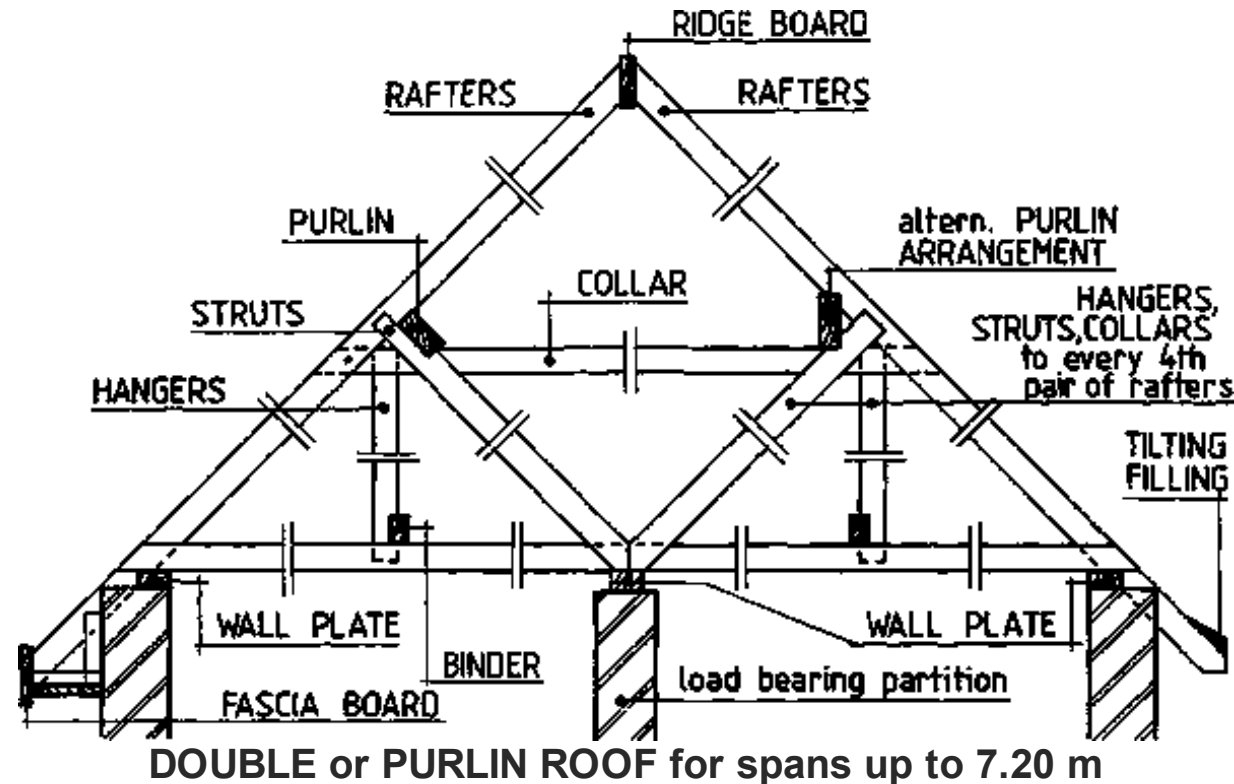 RIDGE BOARD
RAFTERS
RAFTERS
PURLIN
altern. PURLIN
ARRANGEMENT
COLLAR
STRUTS
HANGERS,
STRUTS,COLLARS
to every 4th
pair of rafters
HANGERS
TILTING
FILLING
WALL PLATE
WALL PLATE
BINDER
load bearing partition
FASCIA BOARD
DOUBLE or PURLIN ROOF for spans up to 7.20 m